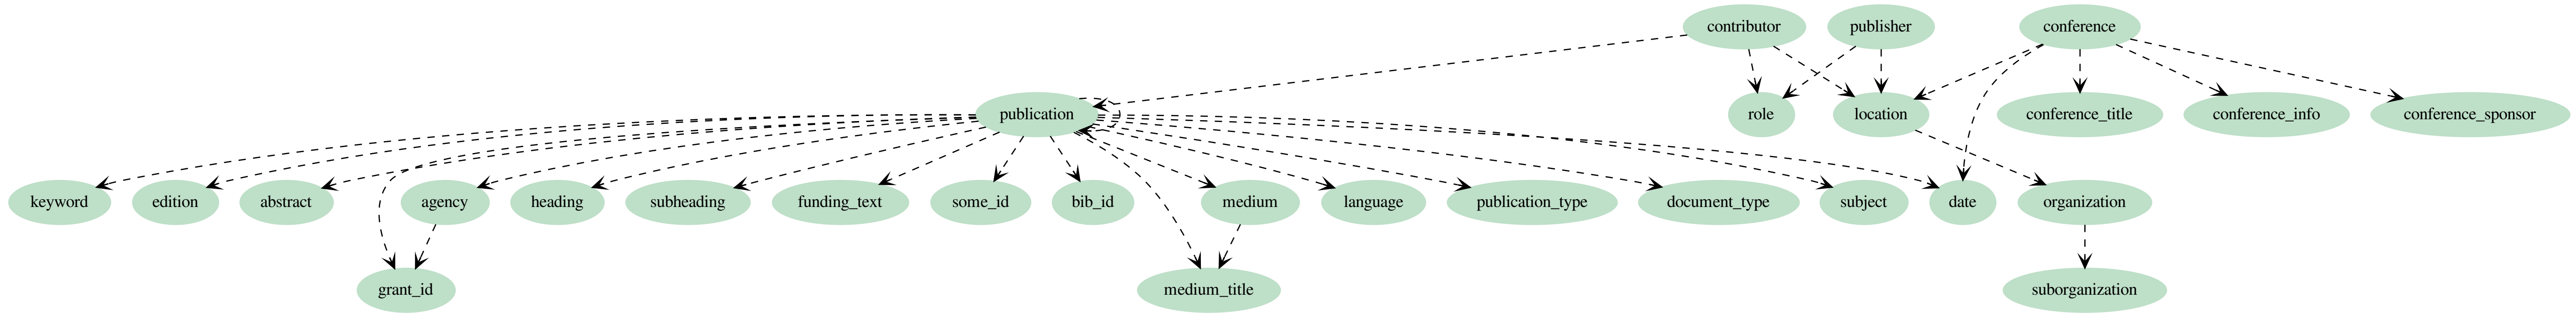 contributor
publisher
conference
publication
role
location
conference_title
conference_info
conference_sponsor
keyword
edition
abstract
agency
heading
subheading
funding_text
some_id
bib_id
medium
language
publication_type
document_type
subject
date
organization
grant_id
medium_title
suborganization